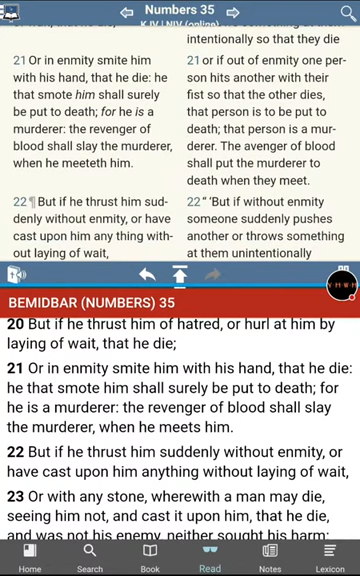 Numbers 35
KJV | NIV (online)
intentionally so that they die
21 Or in enmity smite him
with his hand, that he die: he
that smote him shall surely
be put to death; for he is a
murderer: the revenger of
blood shall slay the murderer,
when he meeteth him.
22 ¶ But if he thrust him sud-
denly without enmity, or have
cast upon him any thing with-
out laying of wait,
21 or if out of enmity one per-
son hits another with their
fist so that the other dies,
that person is to be put to
death; that person is a mur-
derer. The avenger of blood
shall put the murderer to
death when they meet.
22 “ ‘But if without enmity
someone suddenly pushes
another or throws something
at them unintentionally
Y·H·W·H
BEMIDBAR (NUMBERS) 35
20 But if he thrust him of hatred, or hurl at him by
laying of wait, that he die;
21 Or in enmity smite him with his hand, that he die:
he that smote him shall surely be put to death; for
he is a murderer: the revenger of blood shall slay
the murderer, when he meets him.
22 But if he thrust him suddenly without enmity, or
have cast upon him anything without laying of wait,
23 Or with any stone, wherewith a man may die,
seeing him not, and cast it upon him, that he die,
and was not his enemy, neither sought his harm:
Home
Search
Book
Read
Notes
Lexicon